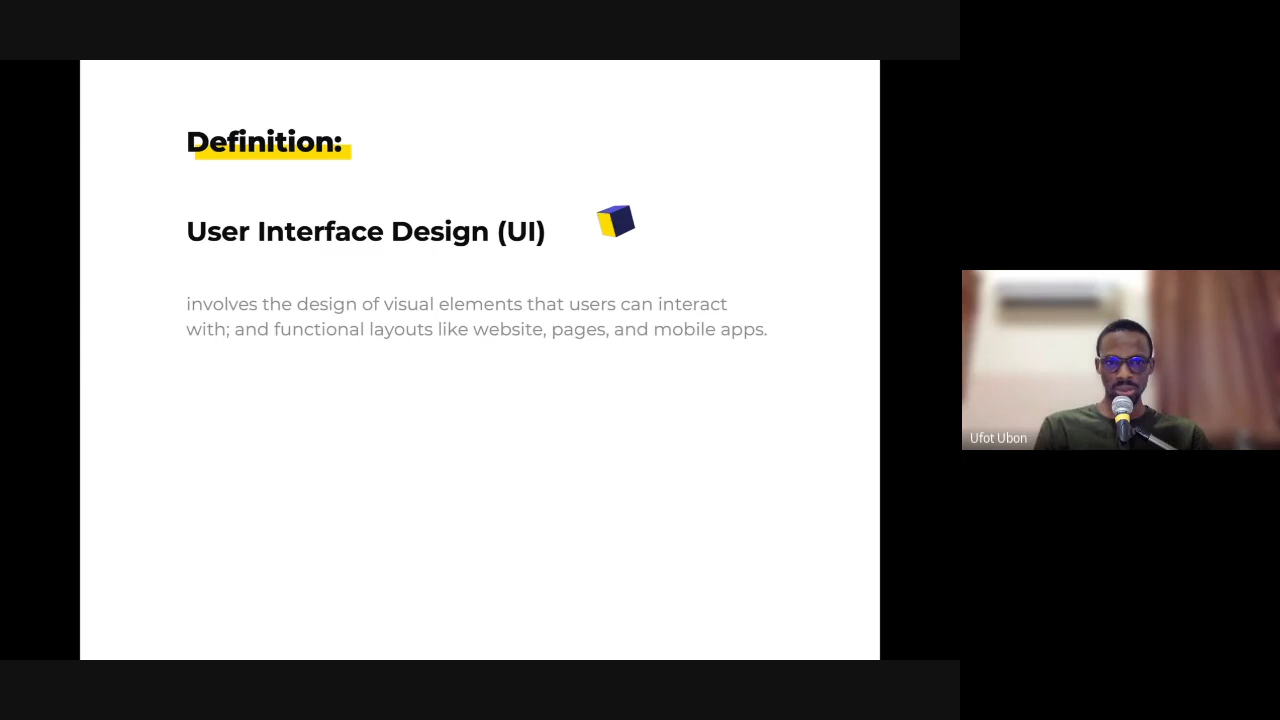 Definition:
User Interface Design (UI)
involves the design of visual elements that users can interact
with; and functional layouts like website, pages, and mobile apps.
Ufot Ubon